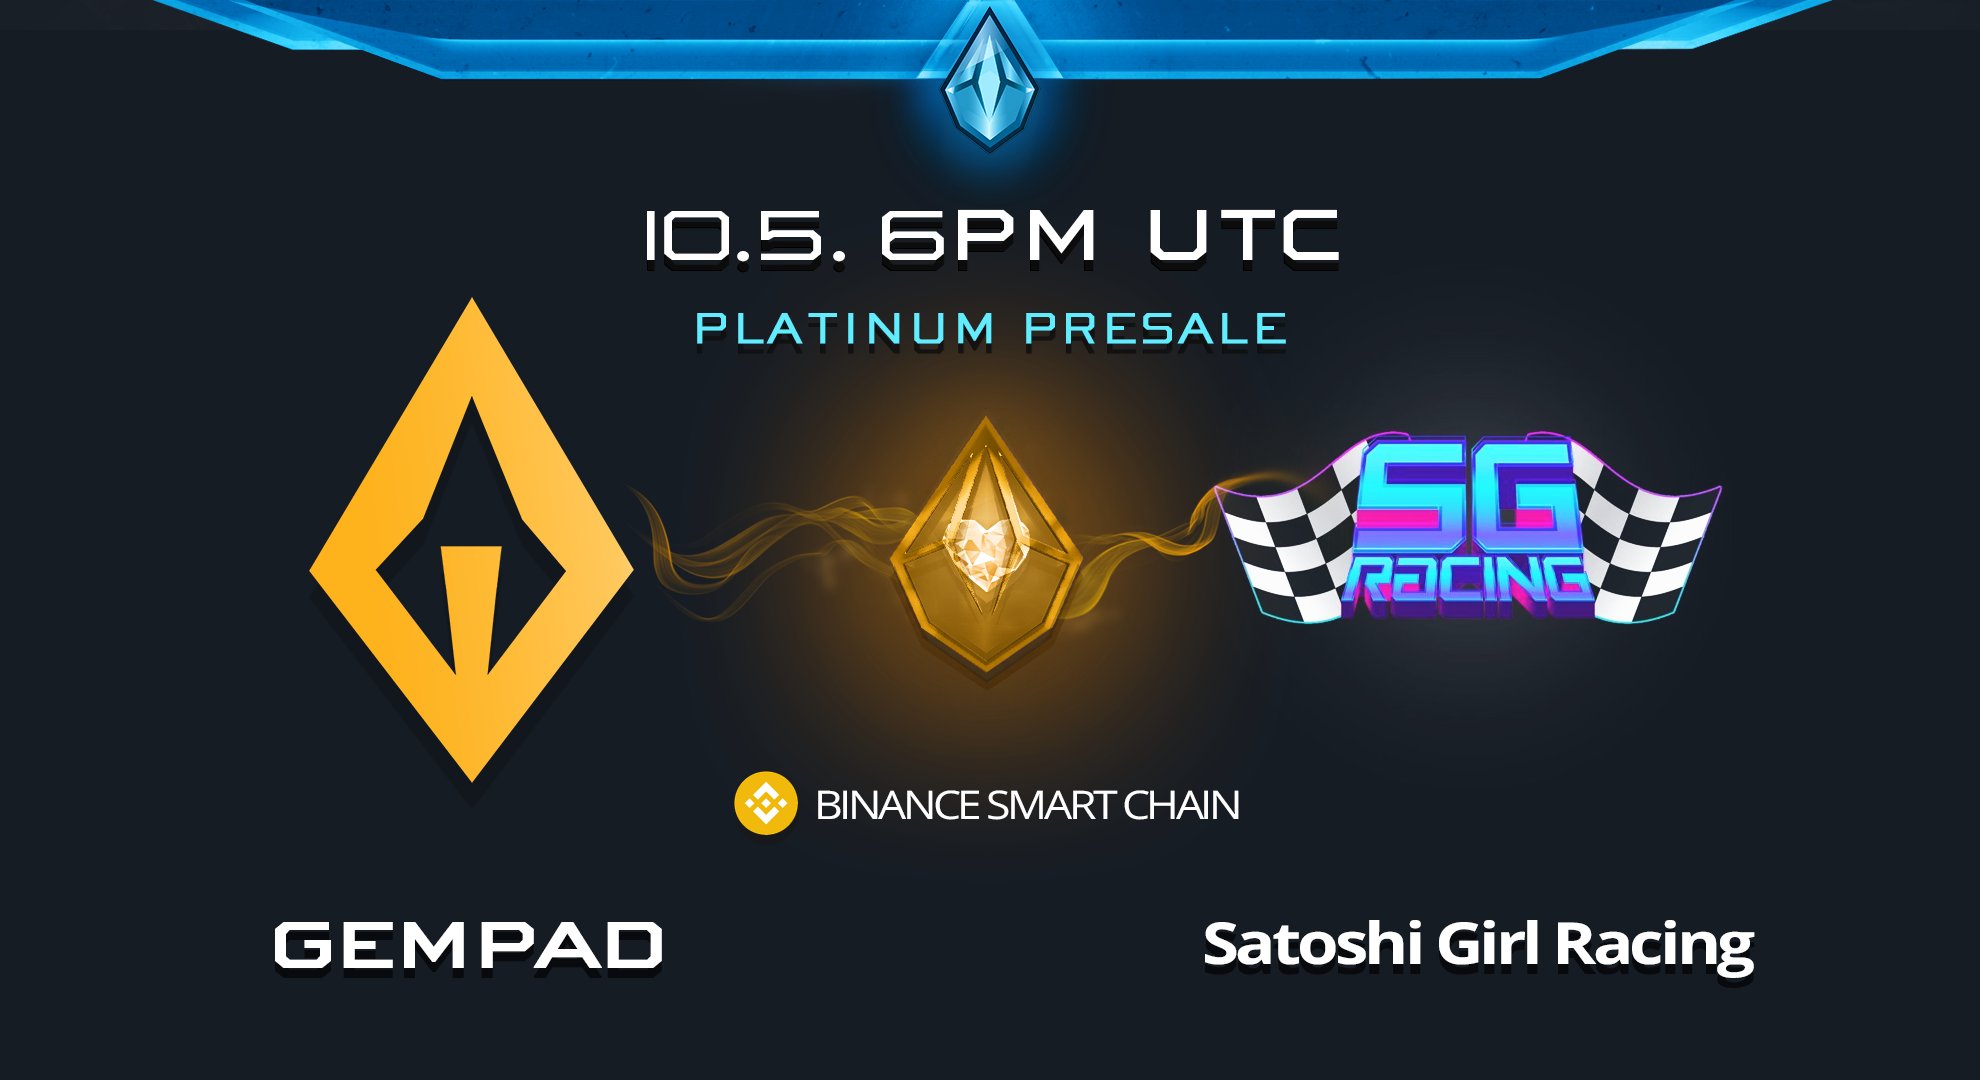 10.5. 6PM UTC
PLATINUM PRESALE
SG
RACING
BINANCE SMART CHAIN
GEMPAD
Satoshi Girl Racing